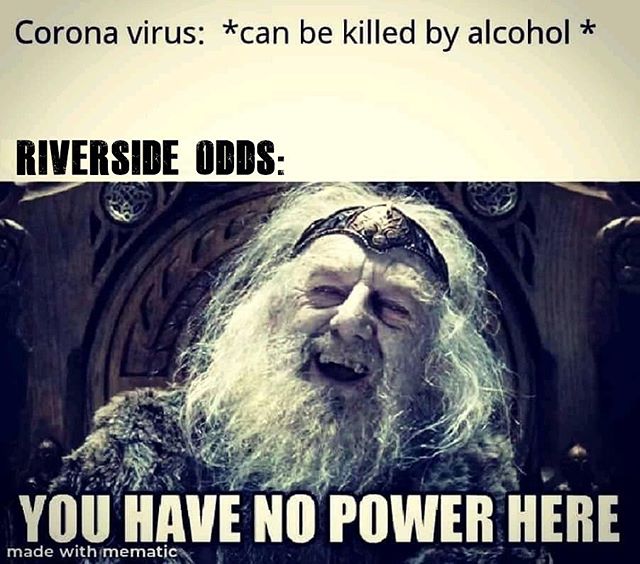 Corona virus: *can be killed by alcohol *
RIVERSIDE ODDS:
YOU HAVE NO POWER HERE
made with mematic